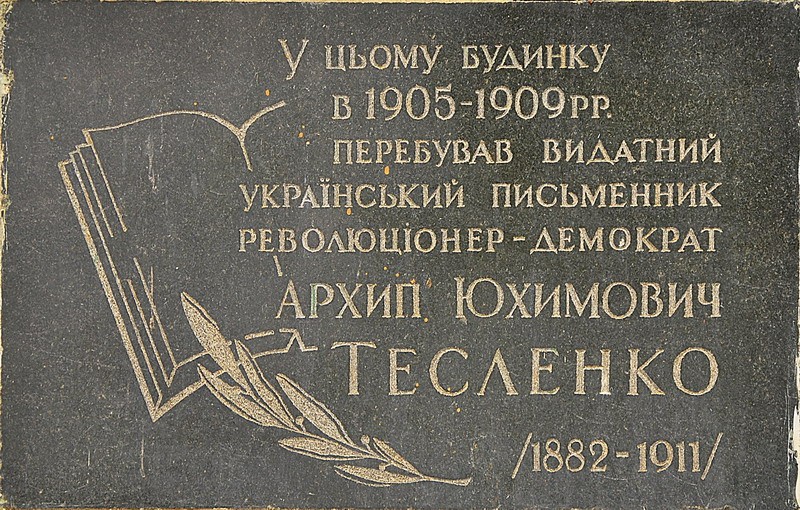 У цьому будинку
в 1905-1909 рр.
перебував видатний
український письменник
революціонер-демократ
Архип Юхимович
Тесленко
/1882-1911/